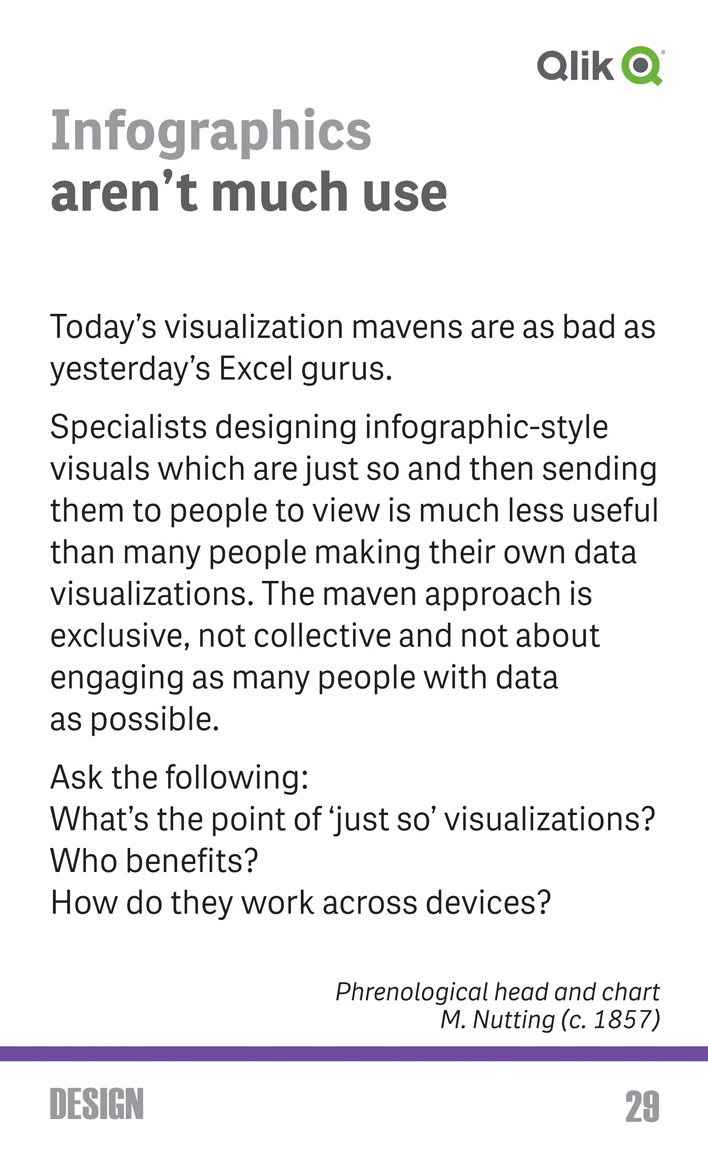 Qlik
Infographics
aren’t much use
Today’s visualization mavens are as bad as
yesterday’s Excel gurus.
Specialists designing infographic-style
visuals which are just so and then sending
them to people to view is much less useful
than many people making their own data
visualizations. The maven approach is
exclusive, not collective and not about
engaging as many people with data
as possible.
Ask the following:
What’s the point of ‘just so’ visualizations?
Who benefits?
How do they work across devices?
Phrenological head and chart
M. Nutting (c. 1857)
DESIGN
29